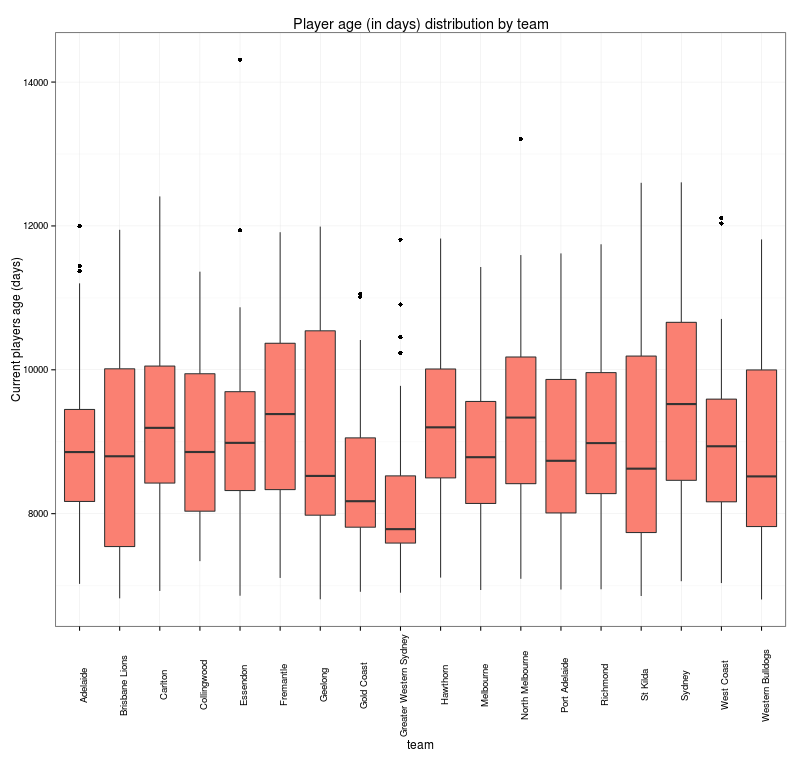 Player age (in days) distribution by team
Current players age (days)
14000
12000
10000
8000
Adelaide
Brisbane Lions
Carlton
Collingwood
Essendon
Fremantle
Geelong
Gold Coast
Greater Western Sydney
Hawthorn
Melbourne
North Melbourne
Port Adelaide
Richmond
St Kilda
Sydney
West Coast
Western Bulldogs
team